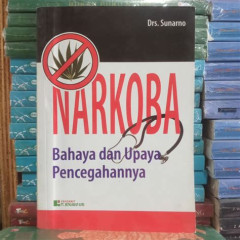 Drs. Sunarno
NARKOBA
Bahaya dan Upaya
Pencegahannya